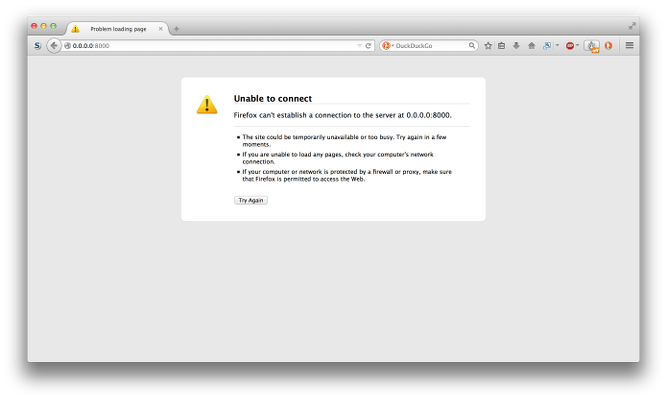 Problem loading page
0.0.0.0:8000
DuckDuckGo
Unable to connect
Firefox can't establish a connection to the server at 0.0.0.0:8000.
The site could be temporarily unavailable or too busy. Try again in a few
moments.
If you are unable to load any pages, check your computer's network
connection.
If your computer or network is protected by a firewall or proxy, make sure
that Firefox is permitted to access the Web.
Try Again